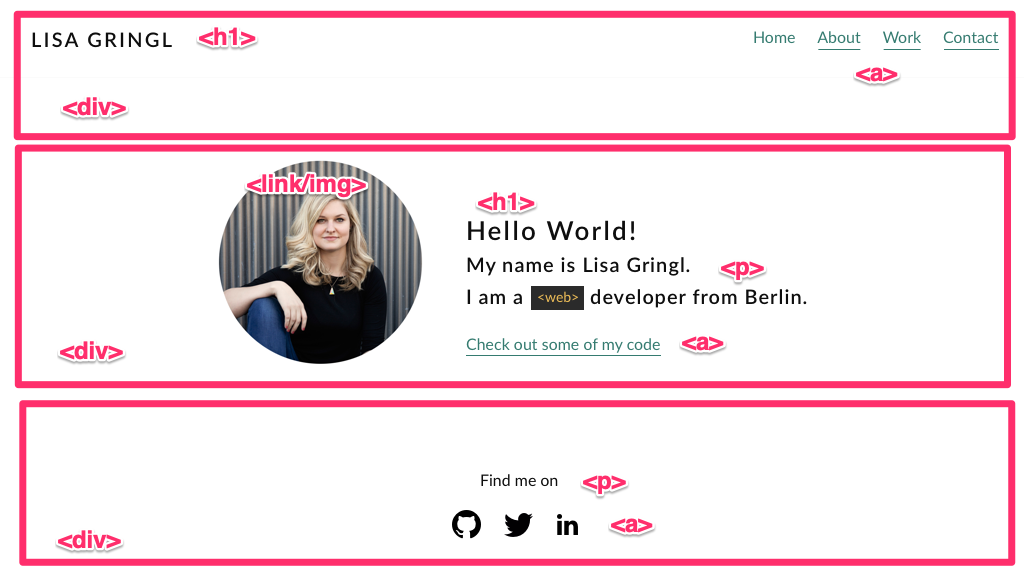 LISA GRINGL <h1> Home About Work Contact
<a>
<div>
<link/img>
<h1>
Hello World!
My name is Lisa Gringl. <p>
I am a <web> developer from Berlin.
Check out some of my code <a>
<div>
Find me on <p>
in <a>
<div>